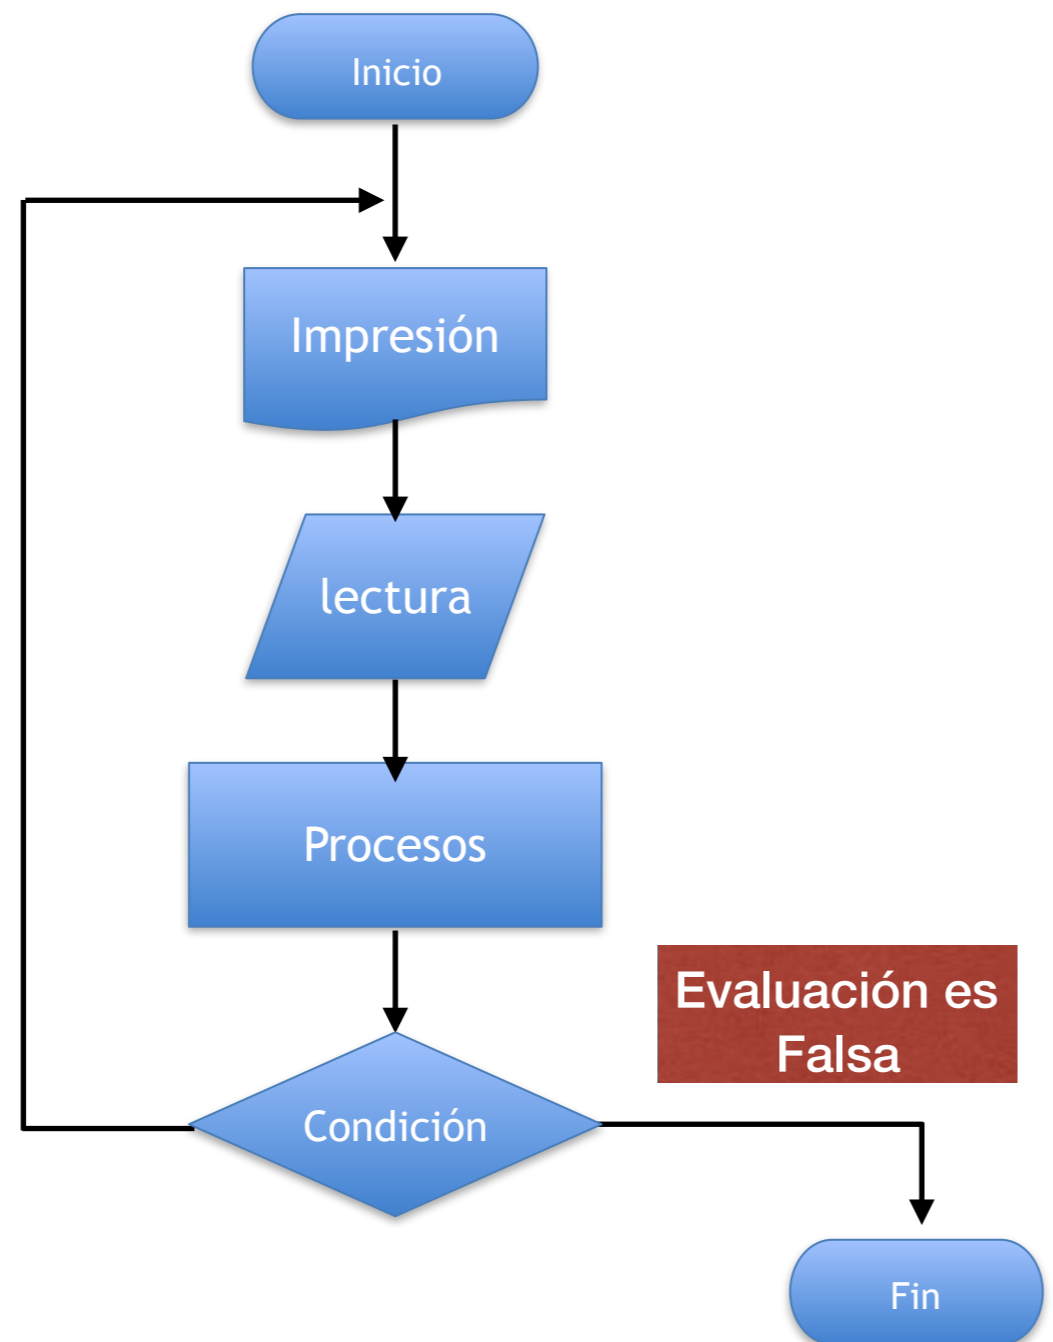 Inicio
Impresión
lectura
Procesos
Evaluación es
Falsa
Condición
Fin